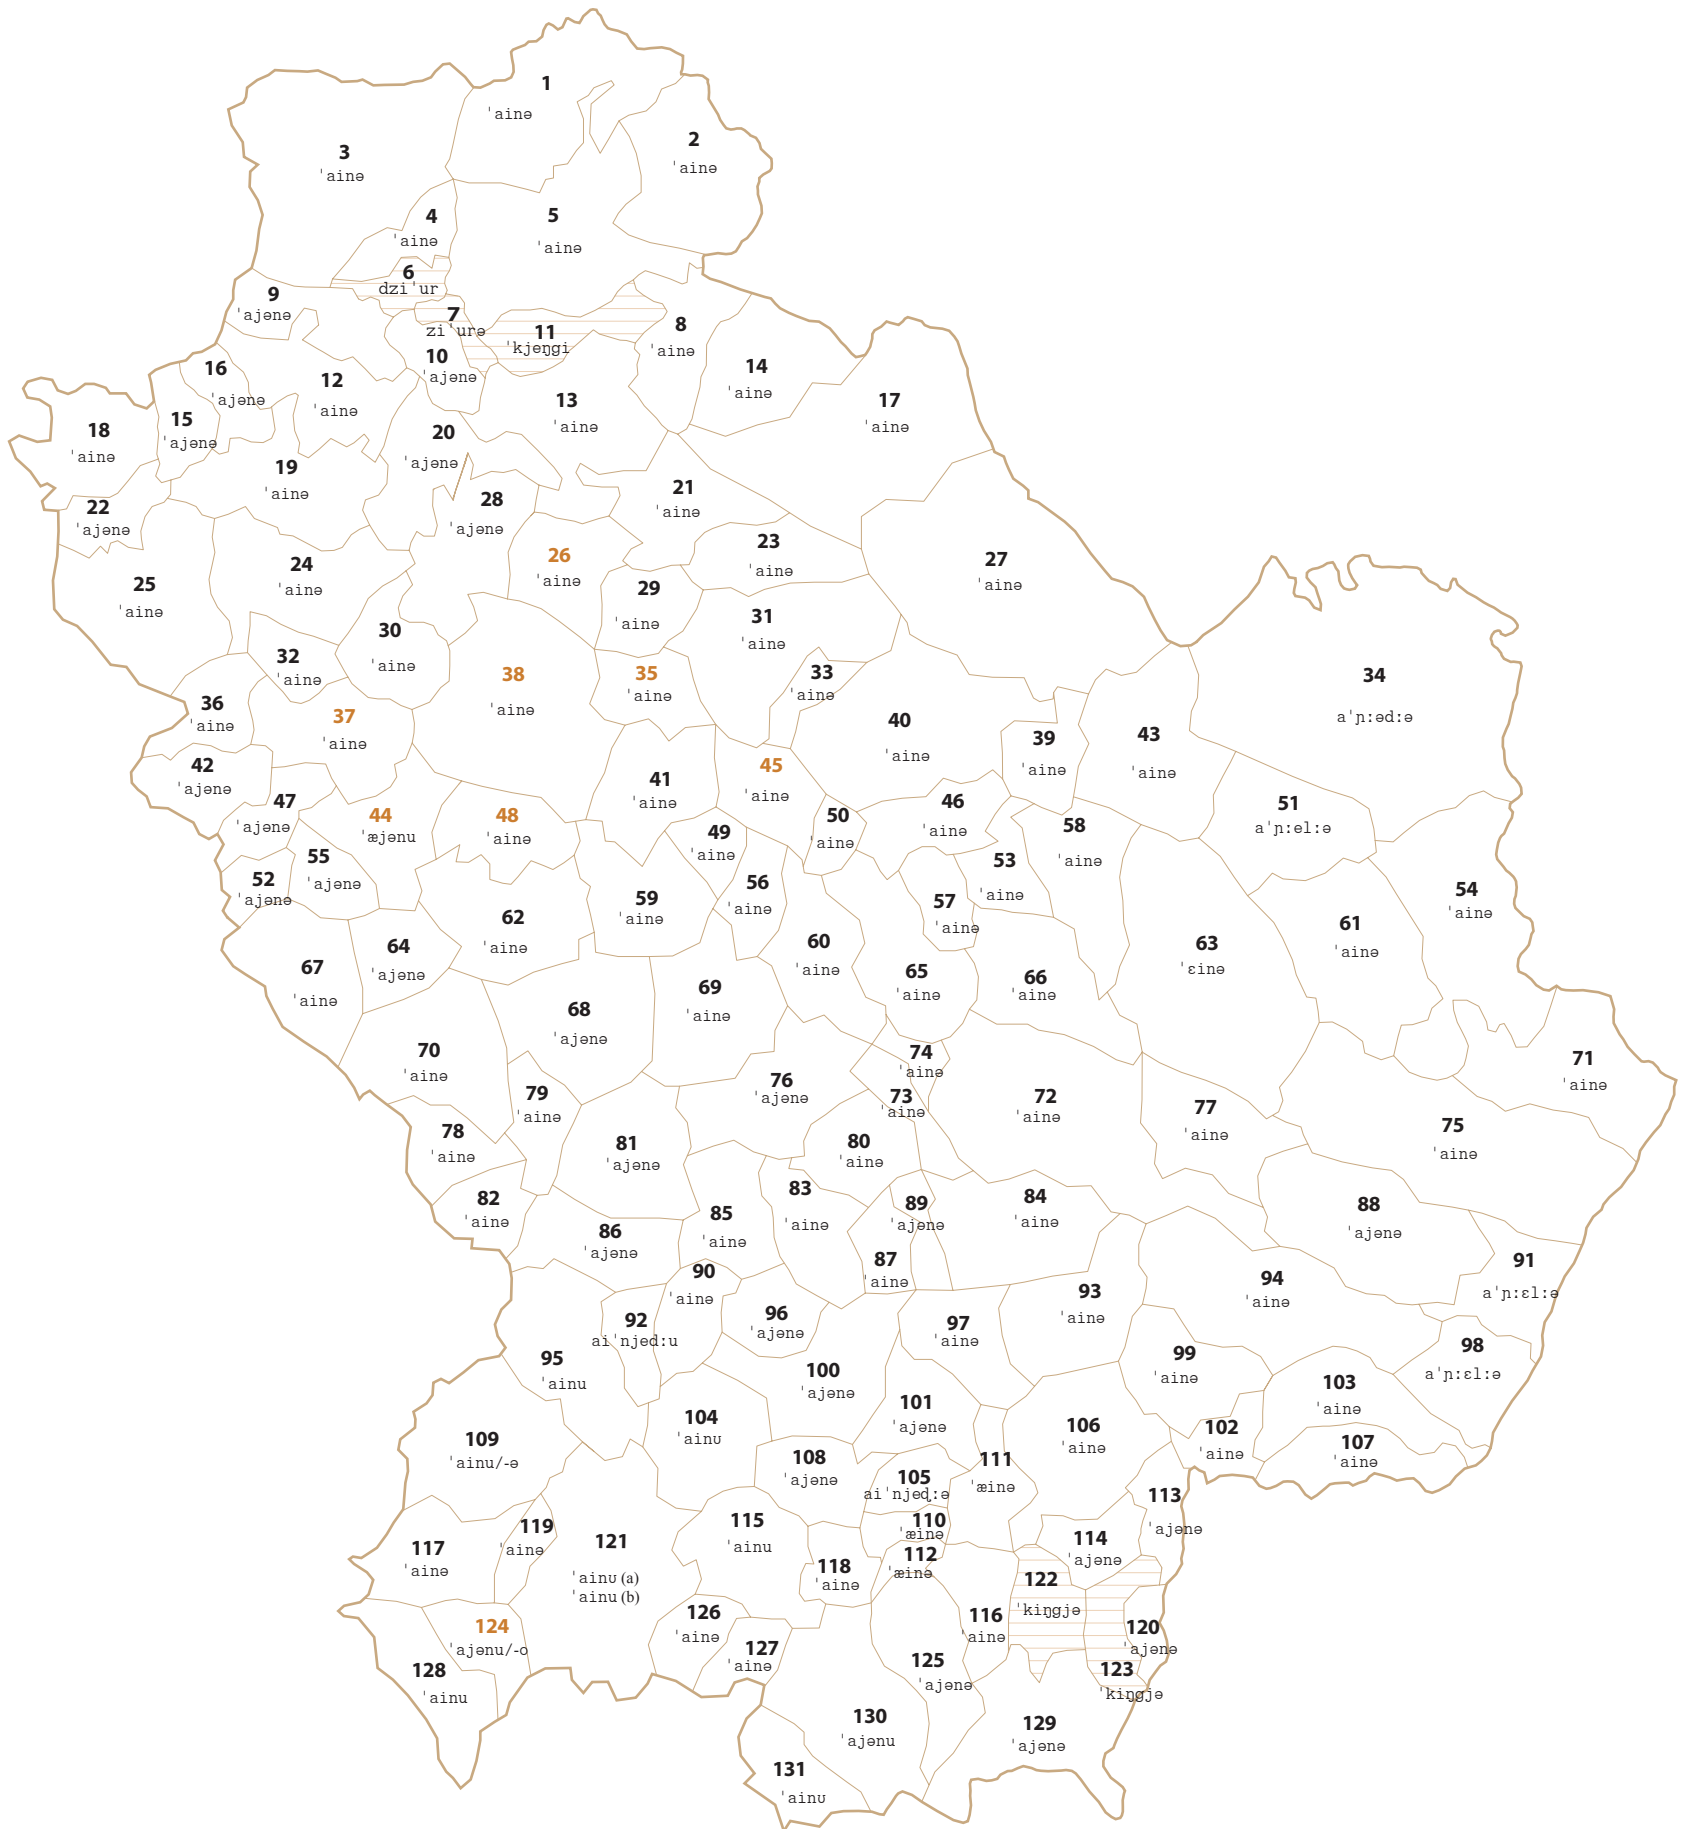 1
ˈainə
2
ˈainə
3
ˈainə
4
ˈainə
5
ˈainə
6
dziˈur
7
ziˈurə
8
ˈainə
9
ˈajənə
10
ˈajənə
11
ˈkjeŋgi
12
ˈainə
13
ˈainə
14
ˈainə
15
ˈajənə
16
ˈajənə
17
ˈainə
18
ˈainə
19
ˈainə
20
ˈajənə
21
ˈainə
22
ˈajənə
23
ˈainə
24
ˈainə
25
ˈainə
26
ˈainə
27
ˈainə
28
ˈajənə
29
ˈainə
30
ˈainə
31
ˈainə
32
ˈainə
33
ˈainə
34
aˈɲːədːə
35
ˈainə
36
ˈainə
37
ˈainə
38
ˈainə
39
ˈainə
40
ˈainə
41
ˈainə
42
ˈajənə
43
ˈainə
44
ˈæjənu
45
ˈainə
46
ˈainə
47
ˈajənə
48
ˈainə
49
ˈainə
50
ˈainə
51
aˈɲːelːə
52
ˈajənə
53
ˈainə
54
ˈainə
55
ˈajənə
56
ˈainə
57
ˈainə
58
ˈainə
59
ˈainə
60
ˈainə
61
ˈainə
62
ˈainə
63
ˈɛinə
64
ˈajənə
65
ˈainə
66
ˈainə
67
ˈainə
68
ˈajənə
69
ˈainə
70
ˈainə
71
ˈainə
72
ˈainə
73
ˈainə
74
ˈainə
75
ˈainə
76
ˈajənə
77
ˈainə
78
ˈainə
79
ˈainə
80
ˈainə
81
ˈajənə
82
ˈainə
83
ˈainə
84
ˈainə
85
ˈainə
86
ˈajənə
87
ˈainə
88
ˈajənə
89
ˈajənə
90
ˈainə
91
aˈɲːɛlːə
92
aiˈnjedːu
93
ˈainə
94
ˈainə
95
ˈainu
96
ˈajənə
97
ˈainə
98
aˈɲːɛlːə
99
ˈainə
100
ˈajənə
101
ˈajənə
102
ˈainə
103
ˈainə
104
ˈainʊ
105
aiˈnjeɖːə
106
ˈainə
107
ˈainə
108
ˈajənə
109
ˈainu/-ə
110
ˈæinə
111
ˈæinə
112
ˈæinə
113
ˈajənə
114
ˈajənə
115
ˈainu
116
ˈainə
117
ˈainə
118
ˈainə
119
ˈainə
120
ˈajənə
121
ˈainʊ (a)
ˈainu (b)
122
ˈkiŋgjə
123
ˈkiŋgjə
124
ˈajənu/-o
125
ˈajənə
126
ˈainə
127
ˈainə
128
ˈainu
129
ˈajənə
130
ˈajənu
131
ˈainʊ